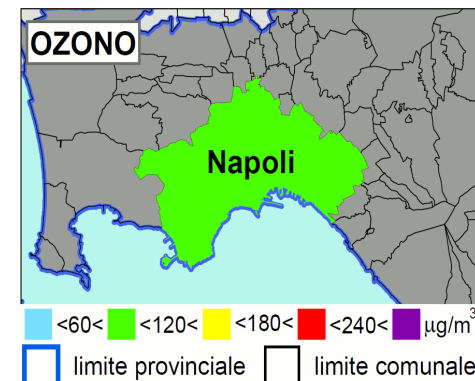 OZONO
Napoli
<60< <120< <180< <240< µg/m³
limite provinciale limite comunale